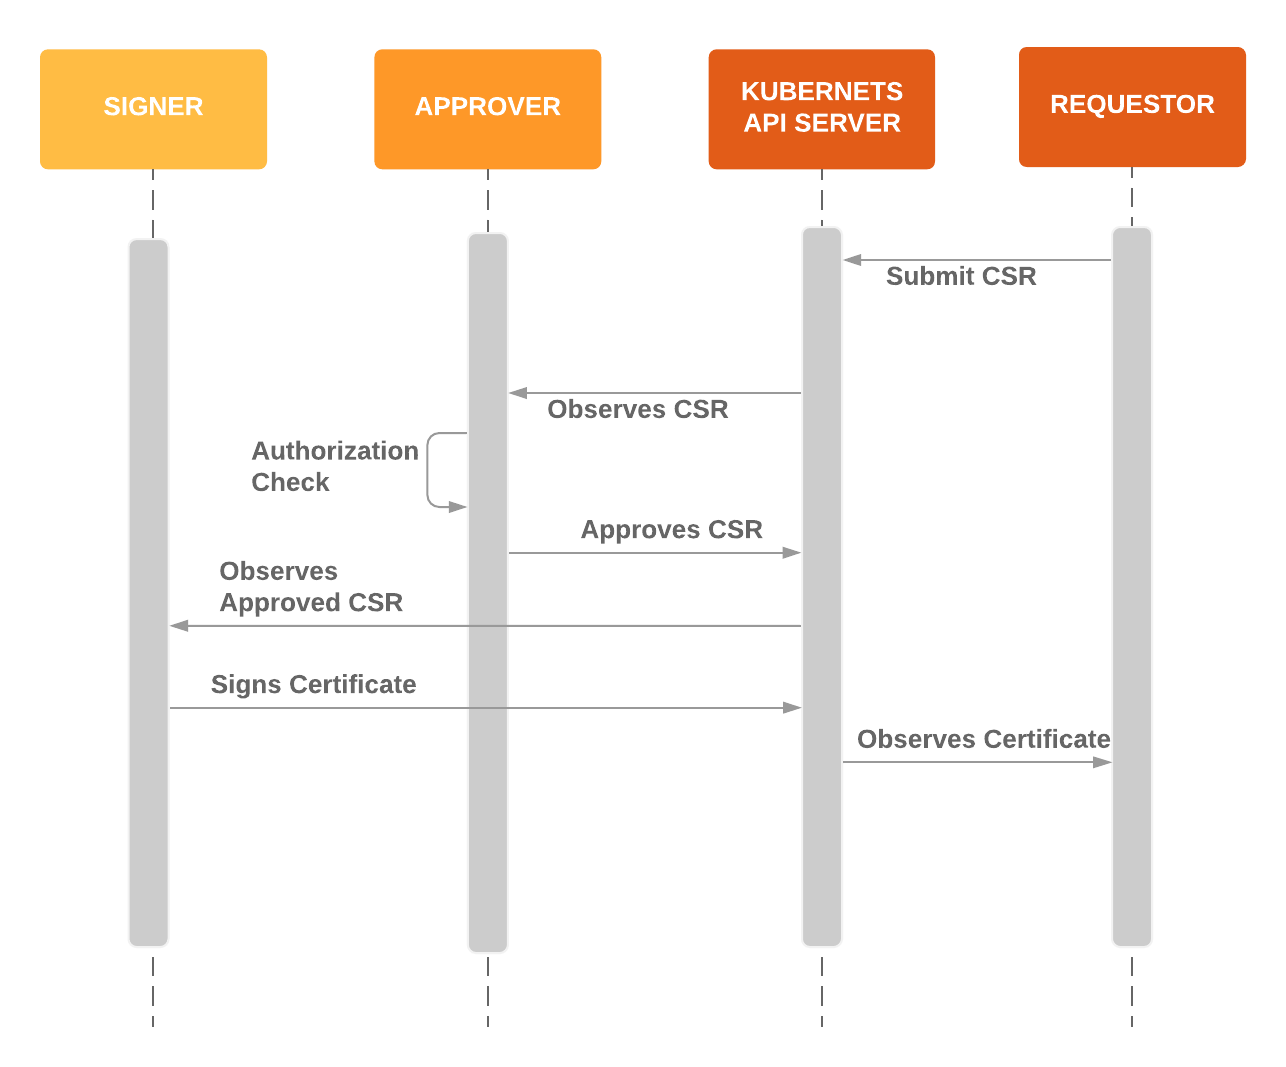 SIGNER
APPROVER
KUBERNETS
API SERVER
REQUESTOR
Submit CSR
Observes CSR
Authorization
Check
Approves CSR
Observes
Approved CSR
Signs Certificate
Observes Certificate